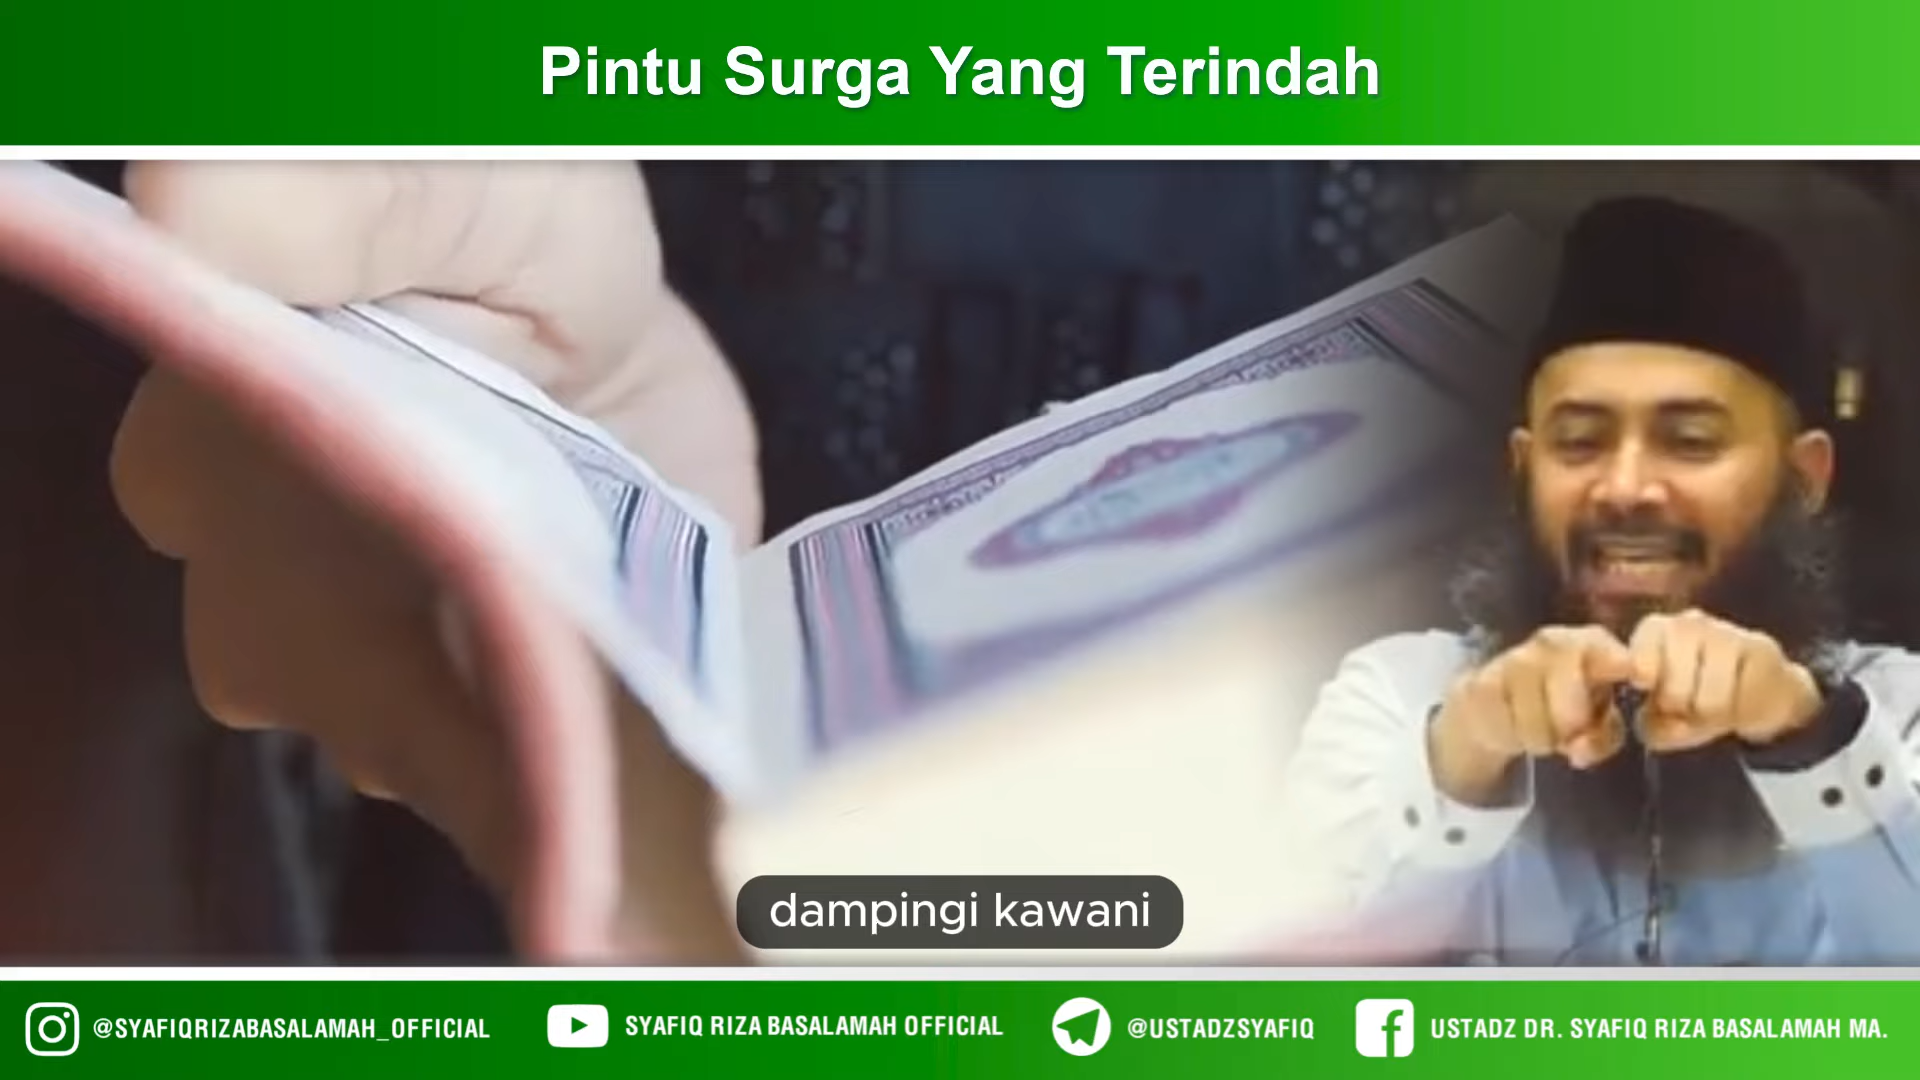 Pintu Surga Yang Terindah
dampingi kawani
@SYAFIQRIZABASALAMAH_OFFICIAL
SYAFIQ RIZA BASALAMAH OFFICIAL
@USTADZSYAFIQ
USTADZ DR. SYAFIQ RIZA BASALAMAH MA.